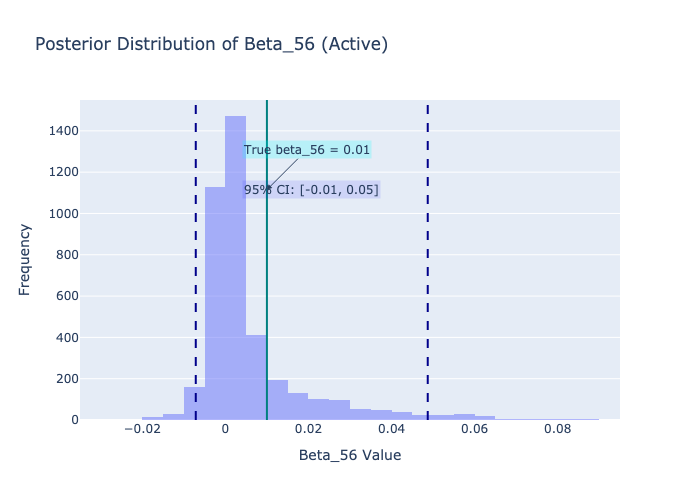 Posterior Distribution of Beta_56 (Active)
1400
1200
1000
800
600
400
200
0
Frequency
True beta_56 = 0.01
95% CI: [-0.01, 0.05]
−0.02
0
0.02
0.04
0.06
0.08
Beta_56 Value